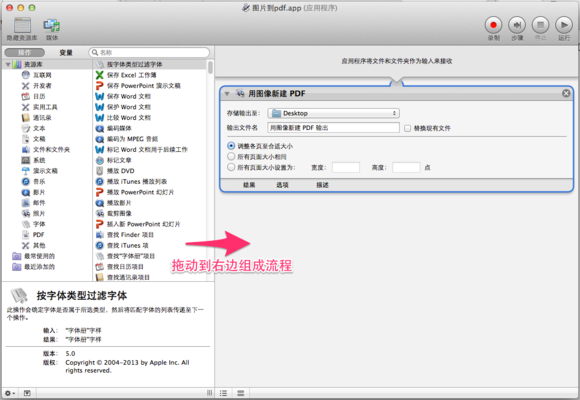 图片到pdf.app (应用程序)
隐藏资源库
媒体
录制
步骤
停止
运行
操作
变量
名称
资源库
互联网
开发者
日历
实用工具
通讯录
文本
文稿
文件和文件夹
系统
演示文稿
音乐
影片
邮件
照片
字体
PDF
其他
最常使用的
最近添加的
按字体类型过滤字体
保存 Excel 工作簿
保存 PowerPoint 演示文稿
保存 Word 文档
保护 Word 文档
比较 Word 文档
编码媒体
编码为 MPEG 音频
标记 Word 文档用于后续工作
标记文章
播放 DVD
播放 iTunes 播放列表
播放 PowerPoint 幻灯片
播放影片
裁剪图像
插入新 PowerPoint 幻灯片
查找 Finder 项目
查找 iTunes 项
查找“字体册”项目
查找日历项目
查找通讯录项目
应用程序将文件和文件夹作为输入来接收
用图像新建 PDF
存储输出至: Desktop
输出文件名: 用图像新建 PDF 输出 替换现有文件
调整各页至合适大小
所有页面大小相同
所有页面大小设置为: 宽度: 高度: 点
结果 选项 描述
拖动到右边组成流程
按字体类型过滤字体
此操作会确定字体是否属于所选类型，然后将匹配字体的列表传递至下一个操作。
输入: “字体册”字样
结果: “字体册”字样
版本: 5.0
版权: Copyright © 2004–2013 by Apple Inc. All rights reserved.